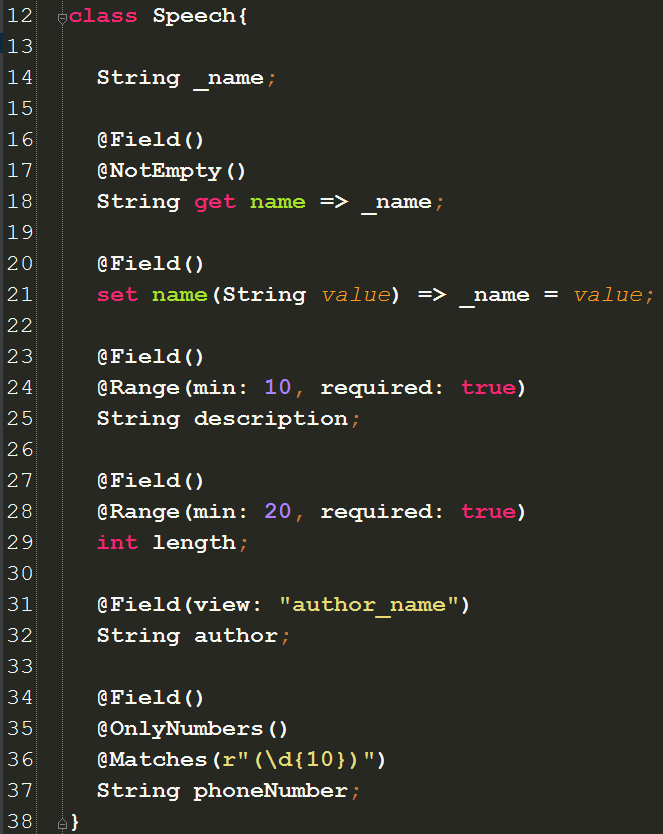 12 class Speech{
13
14   String _name;
15
16   @Field()
17   @NotEmpty()
18   String get name => _name;
19
20   @Field()
21   set name(String value) => _name = value;
22
23   @Field()
24   @Range(min: 10, required: true)
25   String description;
26
27   @Field()
28   @Range(min: 20, required: true)
29   int length;
30
31   @Field(view: "author_name")
32   String author;
33
34   @Field()
35   @OnlyNumbers()
36   @Matches(r"(\d{10})")
37   String phoneNumber;
38 }